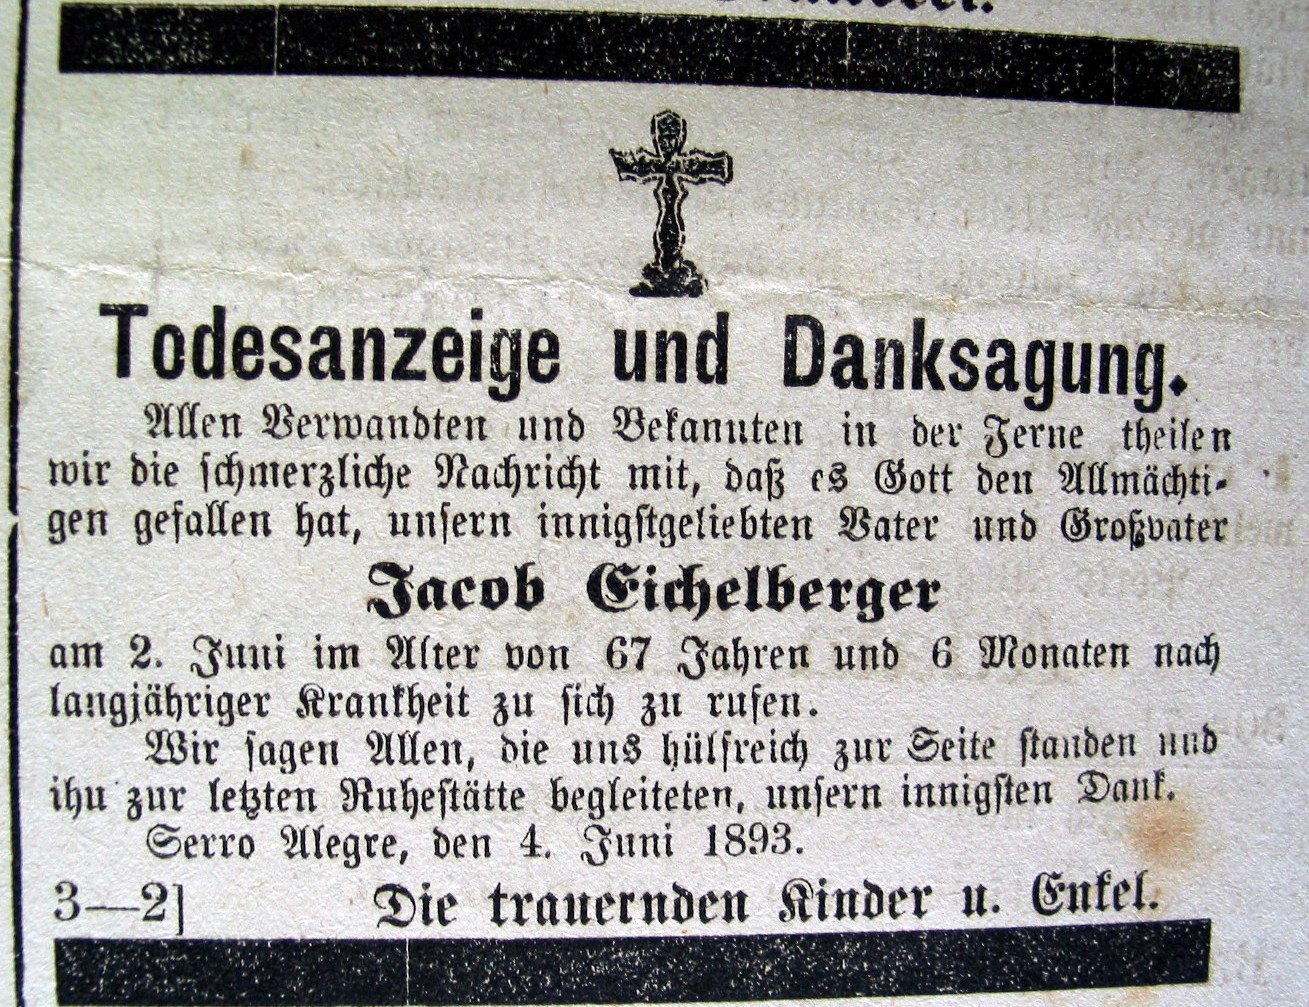 Todesanzeige und Danksagung.
Allen Verwandten und Bekannten in der Ferne theilen
wir die schmerzliche Nachricht mit, daß es Gott den Allmächti-
gen gefallen hat, unsern innigstgeliebten Vater und Großvater
Jacob Eichelberger
am 2. Juni im Alter von 67 Jahren und 6 Monaten nach
langjähriger Krankheit zu sich zu rufen.
Wir sagen Allen, die uns hülfreich zur Seite standen und
ihn zur letzten Ruhestätte begleiteten, unsern innigsten Dank.
Serro Alegre, den 4. Juni 1893.
3—2]
Die trauernden Kinder u. Enkel.